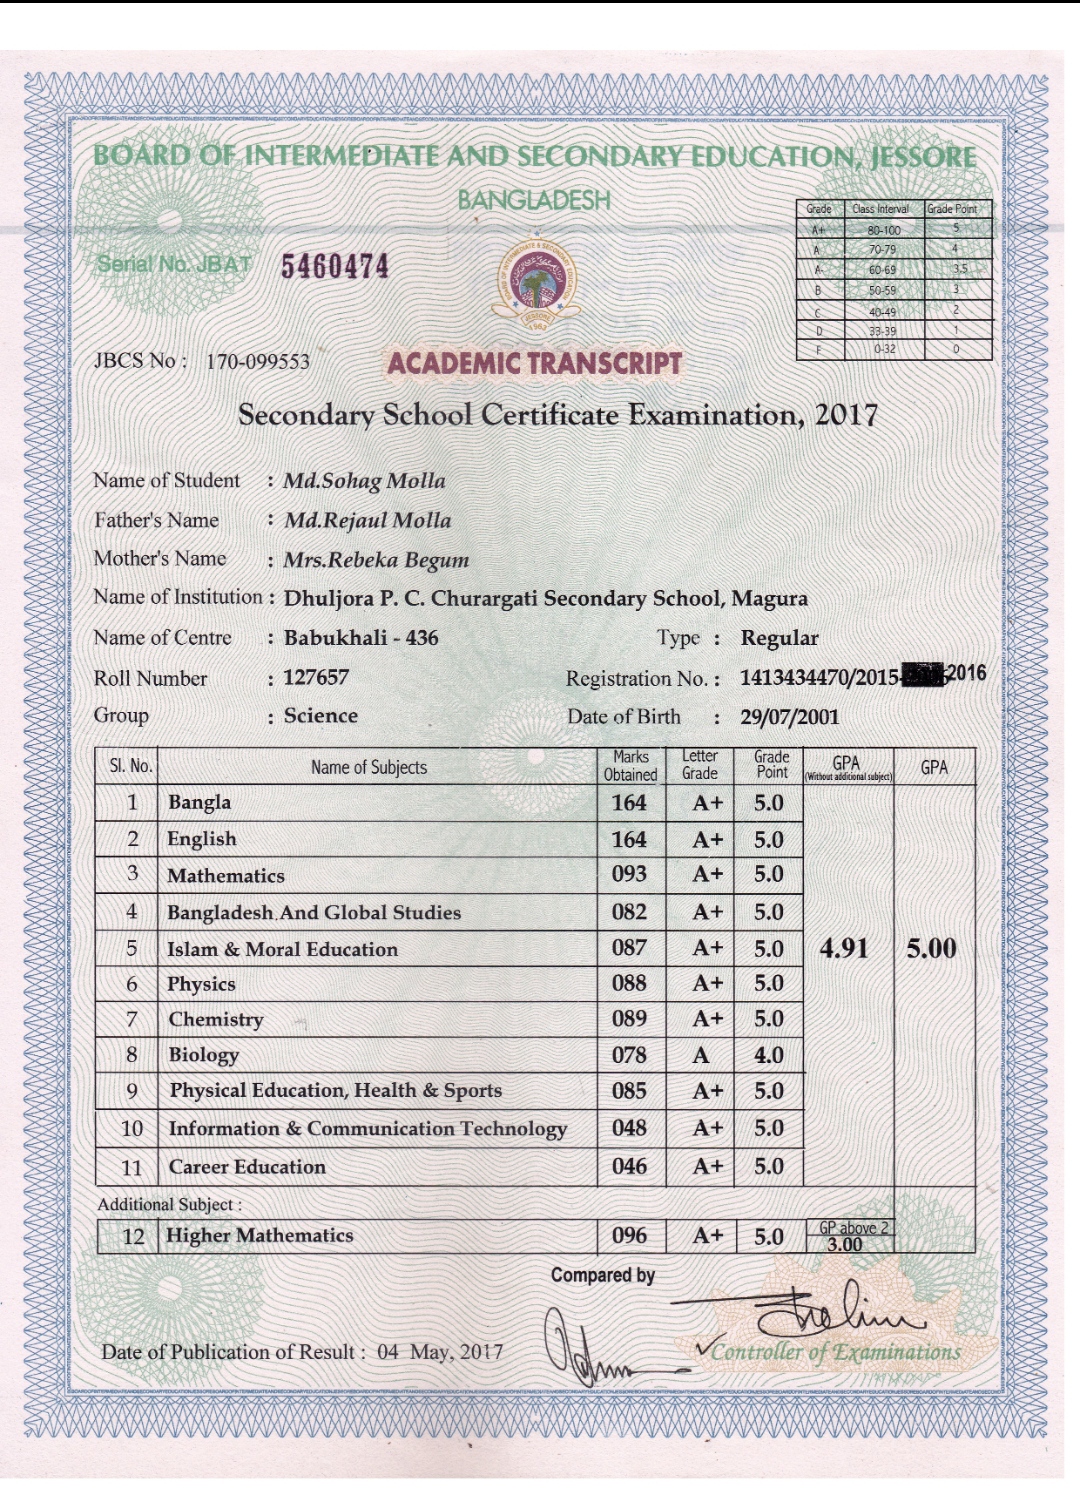 BOARD OF INTERMEDIATE AND SECONDARY EDUCATION, JESSORE
BANGLADESH
Grade Class Interval Grade Point
A+ 80-100 5
A 70-79 4
A- 60-69 3.5
B 50-59 3
C 40-49 2
D 33-39 1
F 0-32 0
Serial No. JBAT 5460474
BOARD OF INTERMEDIATE & SECONDARY EDUCATION
JESSORE
1963
JBCS No : 170-099553
ACADEMIC TRANSCRIPT
Secondary School Certificate Examination, 2017
Name of Student : Md.Sohag Molla
Father's Name : Md.Rejaul Molla
Mother's Name : Mrs.Rebeka Begum
Name of Institution : Dhuljora P. C. Churargati Secondary School, Magura
Name of Centre : Babukhali - 436 Type : Regular
Roll Number : 127657 Registration No. : 1413434470/2015- 2016
Group : Science Date of Birth : 29/07/2001
Sl. No. Name of Subjects Marks Obtained Letter Grade Grade Point GPA (Without additional subject) GPA
1 Bangla 164 A+ 5.0
2 English 164 A+ 5.0
3 Mathematics 093 A+ 5.0
4 Bangladesh And Global Studies 082 A+ 5.0
5 Islam & Moral Education 087 A+ 5.0 4.91 5.00
6 Physics 088 A+ 5.0
7 Chemistry 089 A+ 5.0
8 Biology 078 A 4.0
9 Physical Education, Health & Sports 085 A+ 5.0
10 Information & Communication Technology 048 A+ 5.0
11 Career Education 046 A+ 5.0
Additional Subject :
12 Higher Mathematics 096 A+ 5.0 GP above 2 3.00
Compared by
Date of Publication of Result : 04 May, 2017
Controller of Examinations